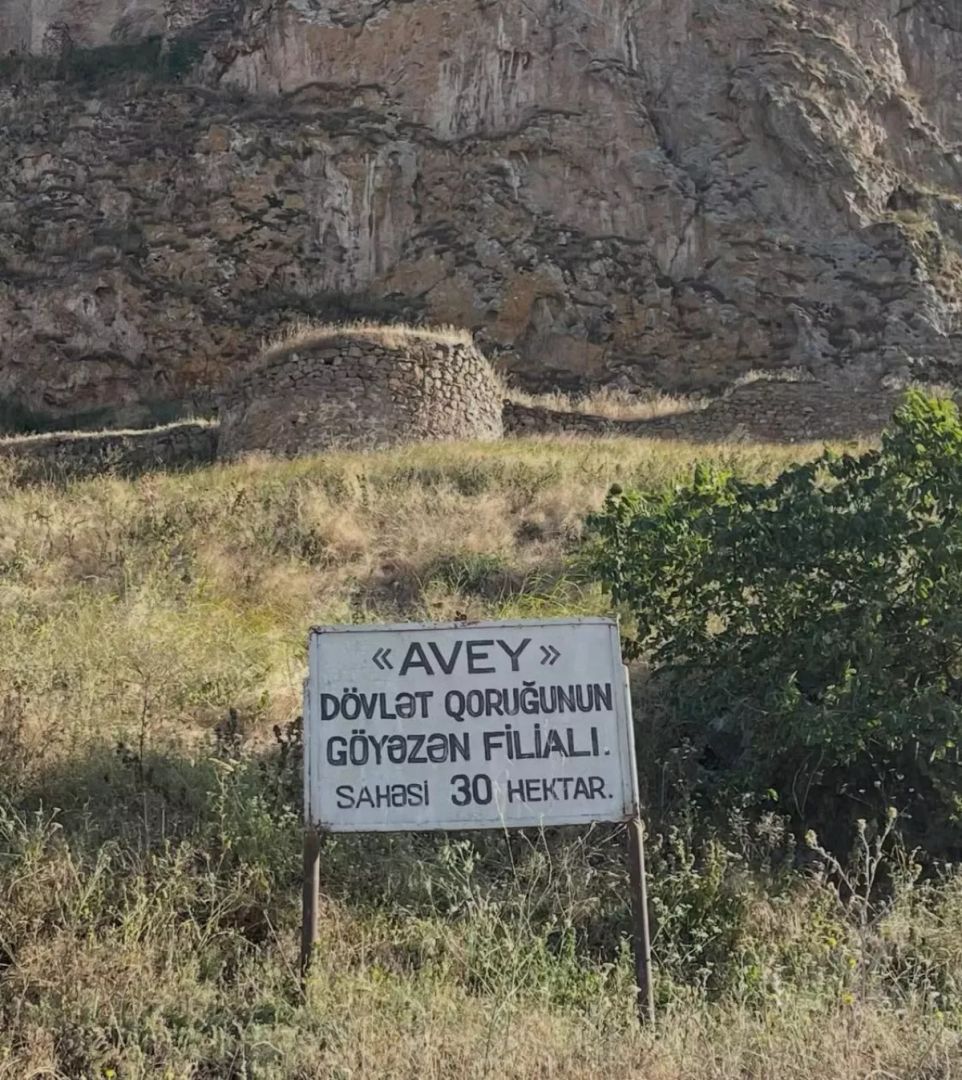 « AVEY »
DÖVLƏT QORUĞUNUN
GÖYƏZƏN FİLİALI.
SAHƏSİ 30 HEKTAR.